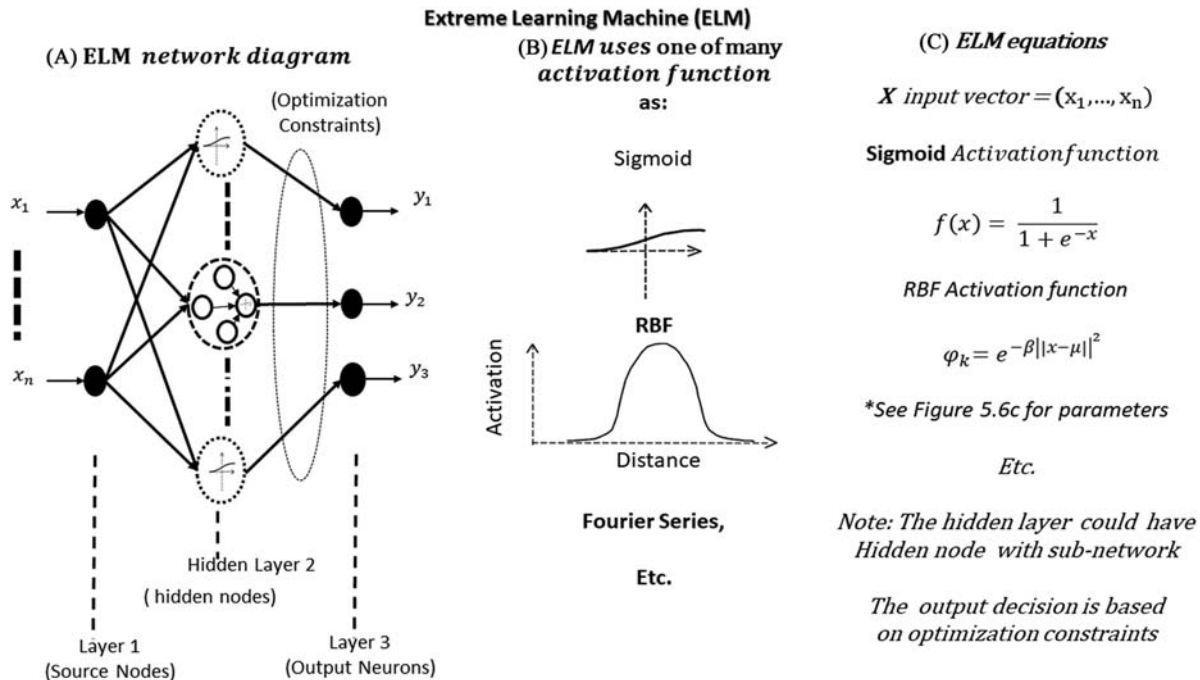 Extreme Learning Machine (ELM)
(A) ELM network diagram
(Optimization
Constraints)
x₁
xₙ
y₁
y₂
y₃
Hidden Layer 2
( hidden nodes)
Layer 1
(Source Nodes)
Layer 3
(Output Neurons)
(B) ELM uses one of many
activation function
as:
Sigmoid
RBF
Activation
Distance
Fourier Series,
Etc.
(C) ELM equations
X input vector = (x₁,..., xₙ)
Sigmoid Activation function
f(x) = 1 / (1 + e^{-x})
RBF Activation function
φₖ = e^{-β||x-μ||²}
*See Figure 5.6c for parameters
Etc.
Note: The hidden layer could have
Hidden node with sub-network
The output decision is based
on optimization constraints